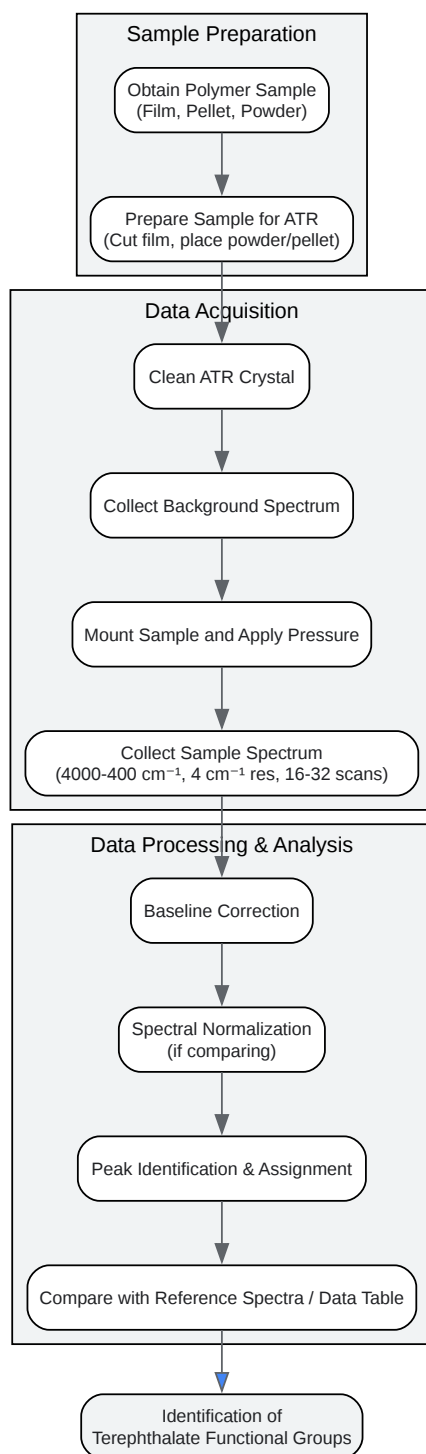 Sample Preparation
Obtain Polymer Sample
(Film, Pellet, Powder)
Prepare Sample for ATR
(Cut film, place powder/pellet)
Data Acquisition
Clean ATR Crystal
Collect Background Spectrum
Mount Sample and Apply Pressure
Collect Sample Spectrum
(4000-400 cm⁻¹, 4 cm⁻¹ res, 16-32 scans)
Data Processing & Analysis
Baseline Correction
Spectral Normalization
(if comparing)
Peak Identification & Assignment
Compare with Reference Spectra / Data Table
Identification of
Terephthalate Functional Groups